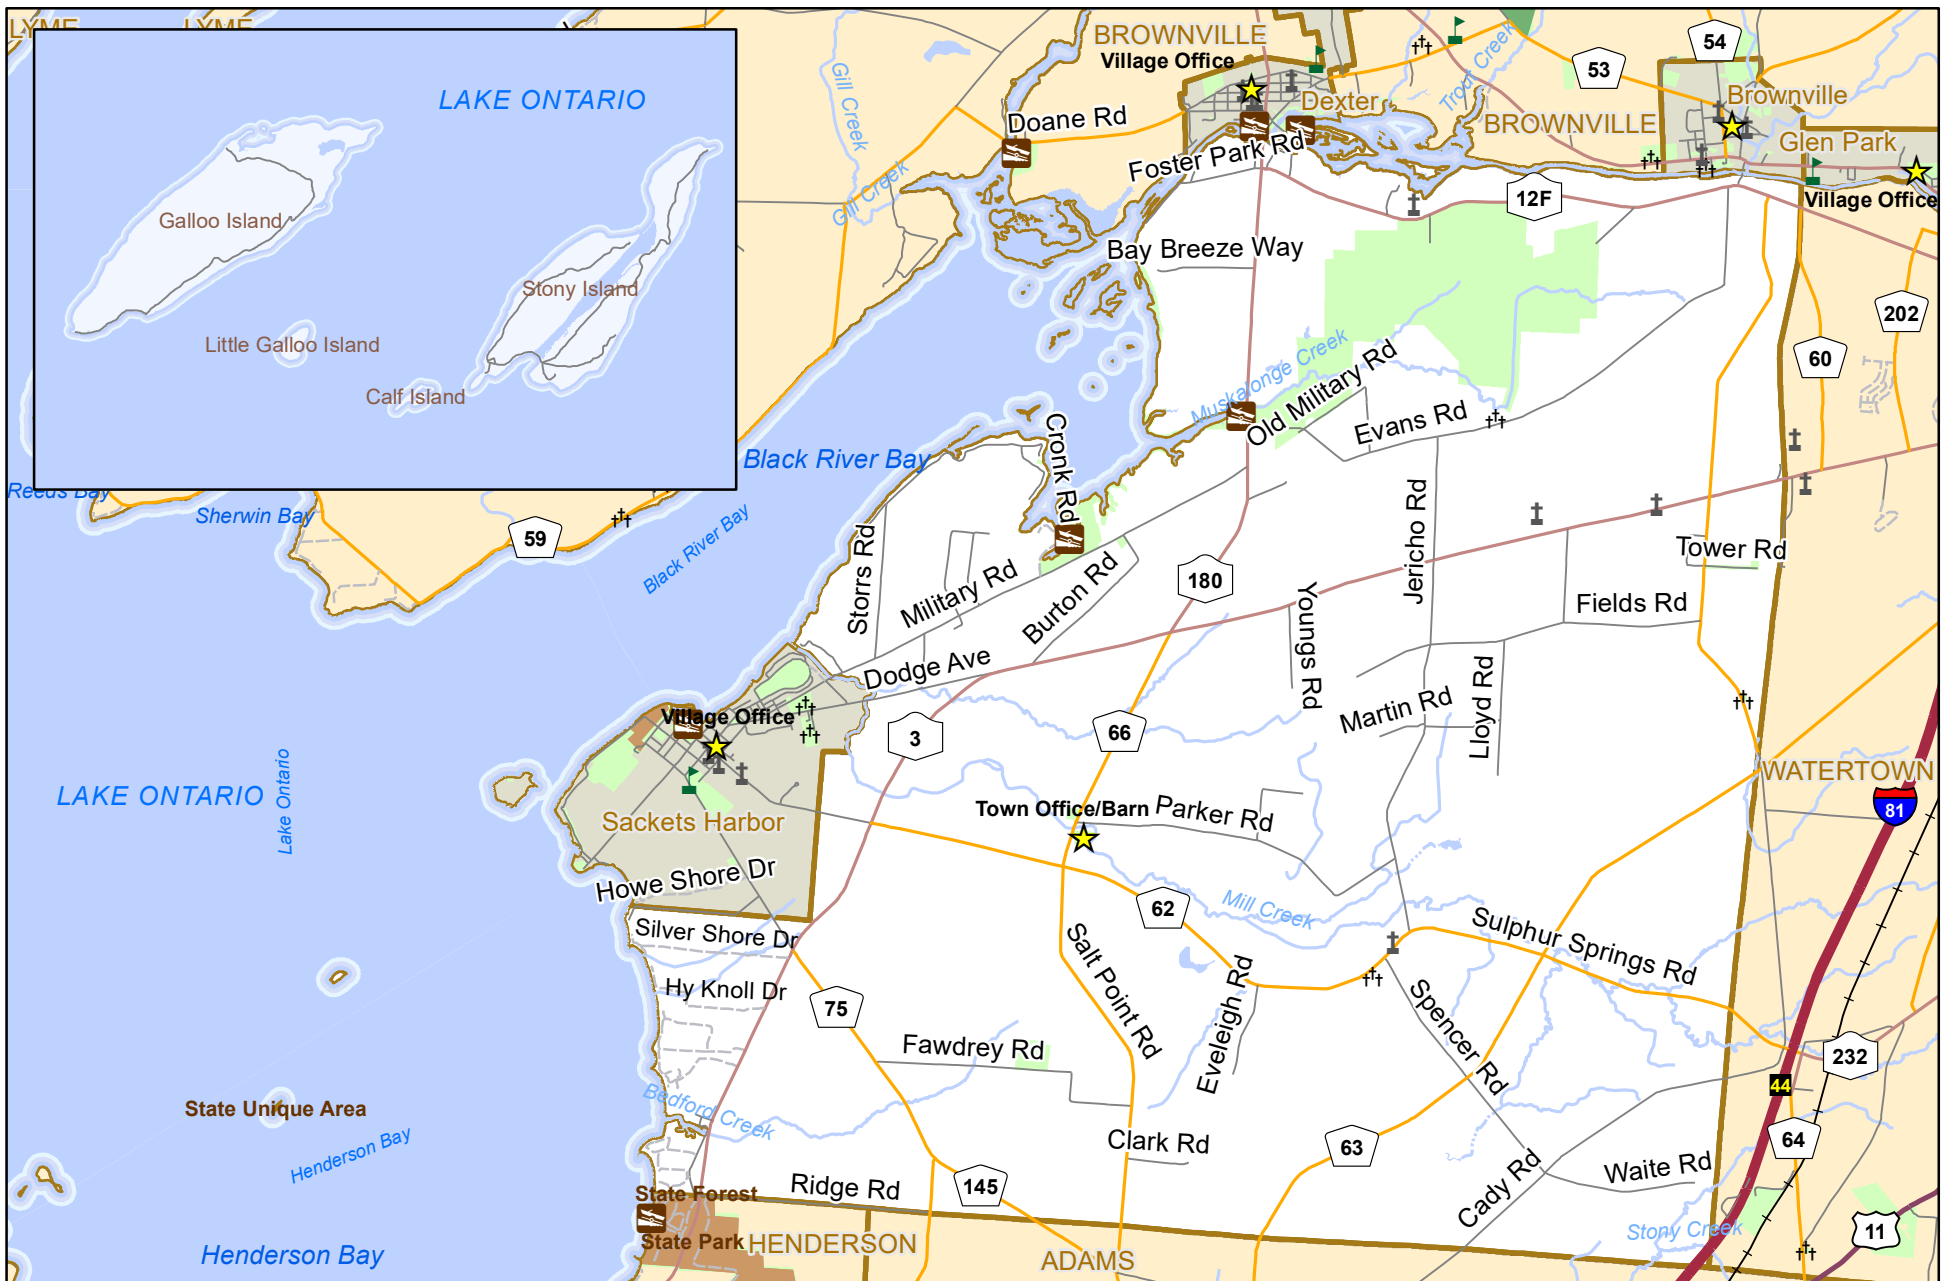 LYME
LYME
LAKE ONTARIO
Galloo Island
Stony Island
Little Galloo Island
Calf Island
BROWNVILLE
Village Office
Dexter
Doane Rd
Foster Park Rd
Gill Creek
Gill Creek
Trout Creek
53
54
BROWNVILLE
Brownville
Glen Park
Village Office
12F
Bay Breeze Way
202
60
Muskalonge Creek
Old Military Rd
Evans Rd
Cronk Rd
Black River Bay
Reeds Bay
Sherwin Bay
59
Black River Bay
Storrs Rd
Military Rd
Burton Rd
180
Jericho Rd
Tower Rd
Fields Rd
Youngs Rd
Dodge Ave
Martin Rd
Lloyd Rd
Village Office
3
66
WATERTOWN
81
LAKE ONTARIO
Lake Ontario
Sackets Harbor
Town Office/Barn
Parker Rd
Howe Shore Dr
Silver Shore Dr
62
Mill Creek
Sulphur Springs Rd
Hy Knoll Dr
75
Salt Point Rd
Eveleigh Rd
Spencer Rd
Fawdrey Rd
232
44
State Unique Area
Bedford Creek
Henderson Bay
Clark Rd
63
64
Ridge Rd
145
Cady Rd
Waite Rd
State Forest
State Park
HENDERSON
ADAMS
Stony Creek
11
Henderson Bay